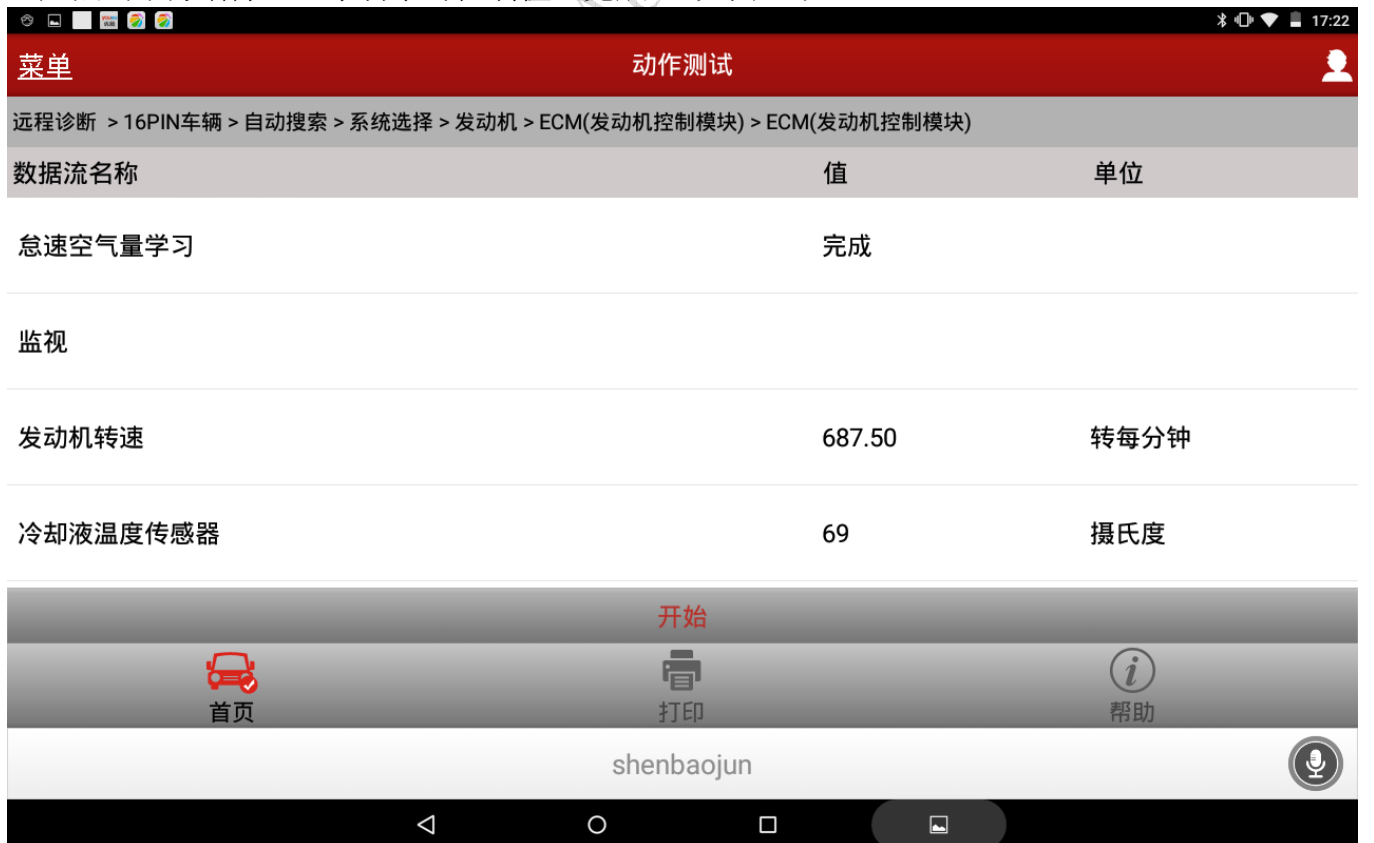 17:22
菜单
动作测试
远程诊断 > 16PIN车辆 > 自动搜索 > 系统选择 > 发动机 > ECM(发动机控制模块) > ECM(发动机控制模块)
数据流名称 值 单位
怠速空气量学习 完成
监视
发动机转速 687.50 转每分钟
冷却液温度传感器 69 摄氏度
开始
首页 打印 帮助
shenbaojun